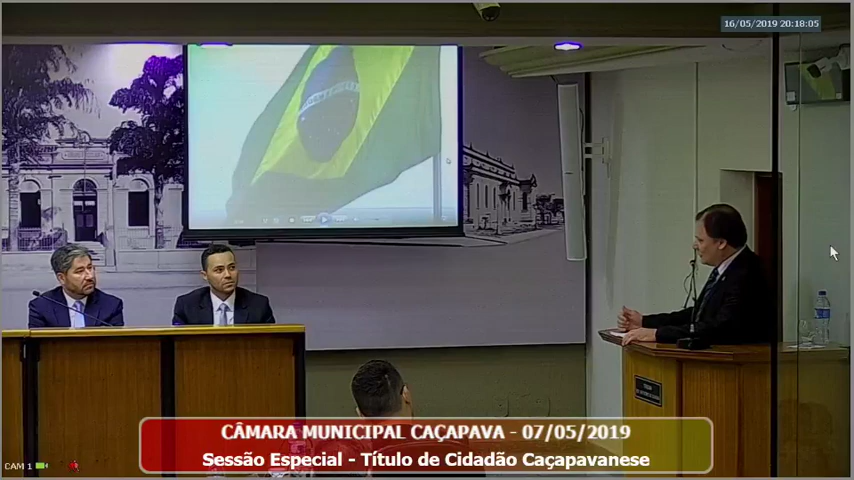 16/05/2019 20:18:05
CÂMARA MUNICIPAL CAÇAPAVA - 07/05/2019
Sessão Especial - Título de Cidadão Caçapavanese
CAM 1